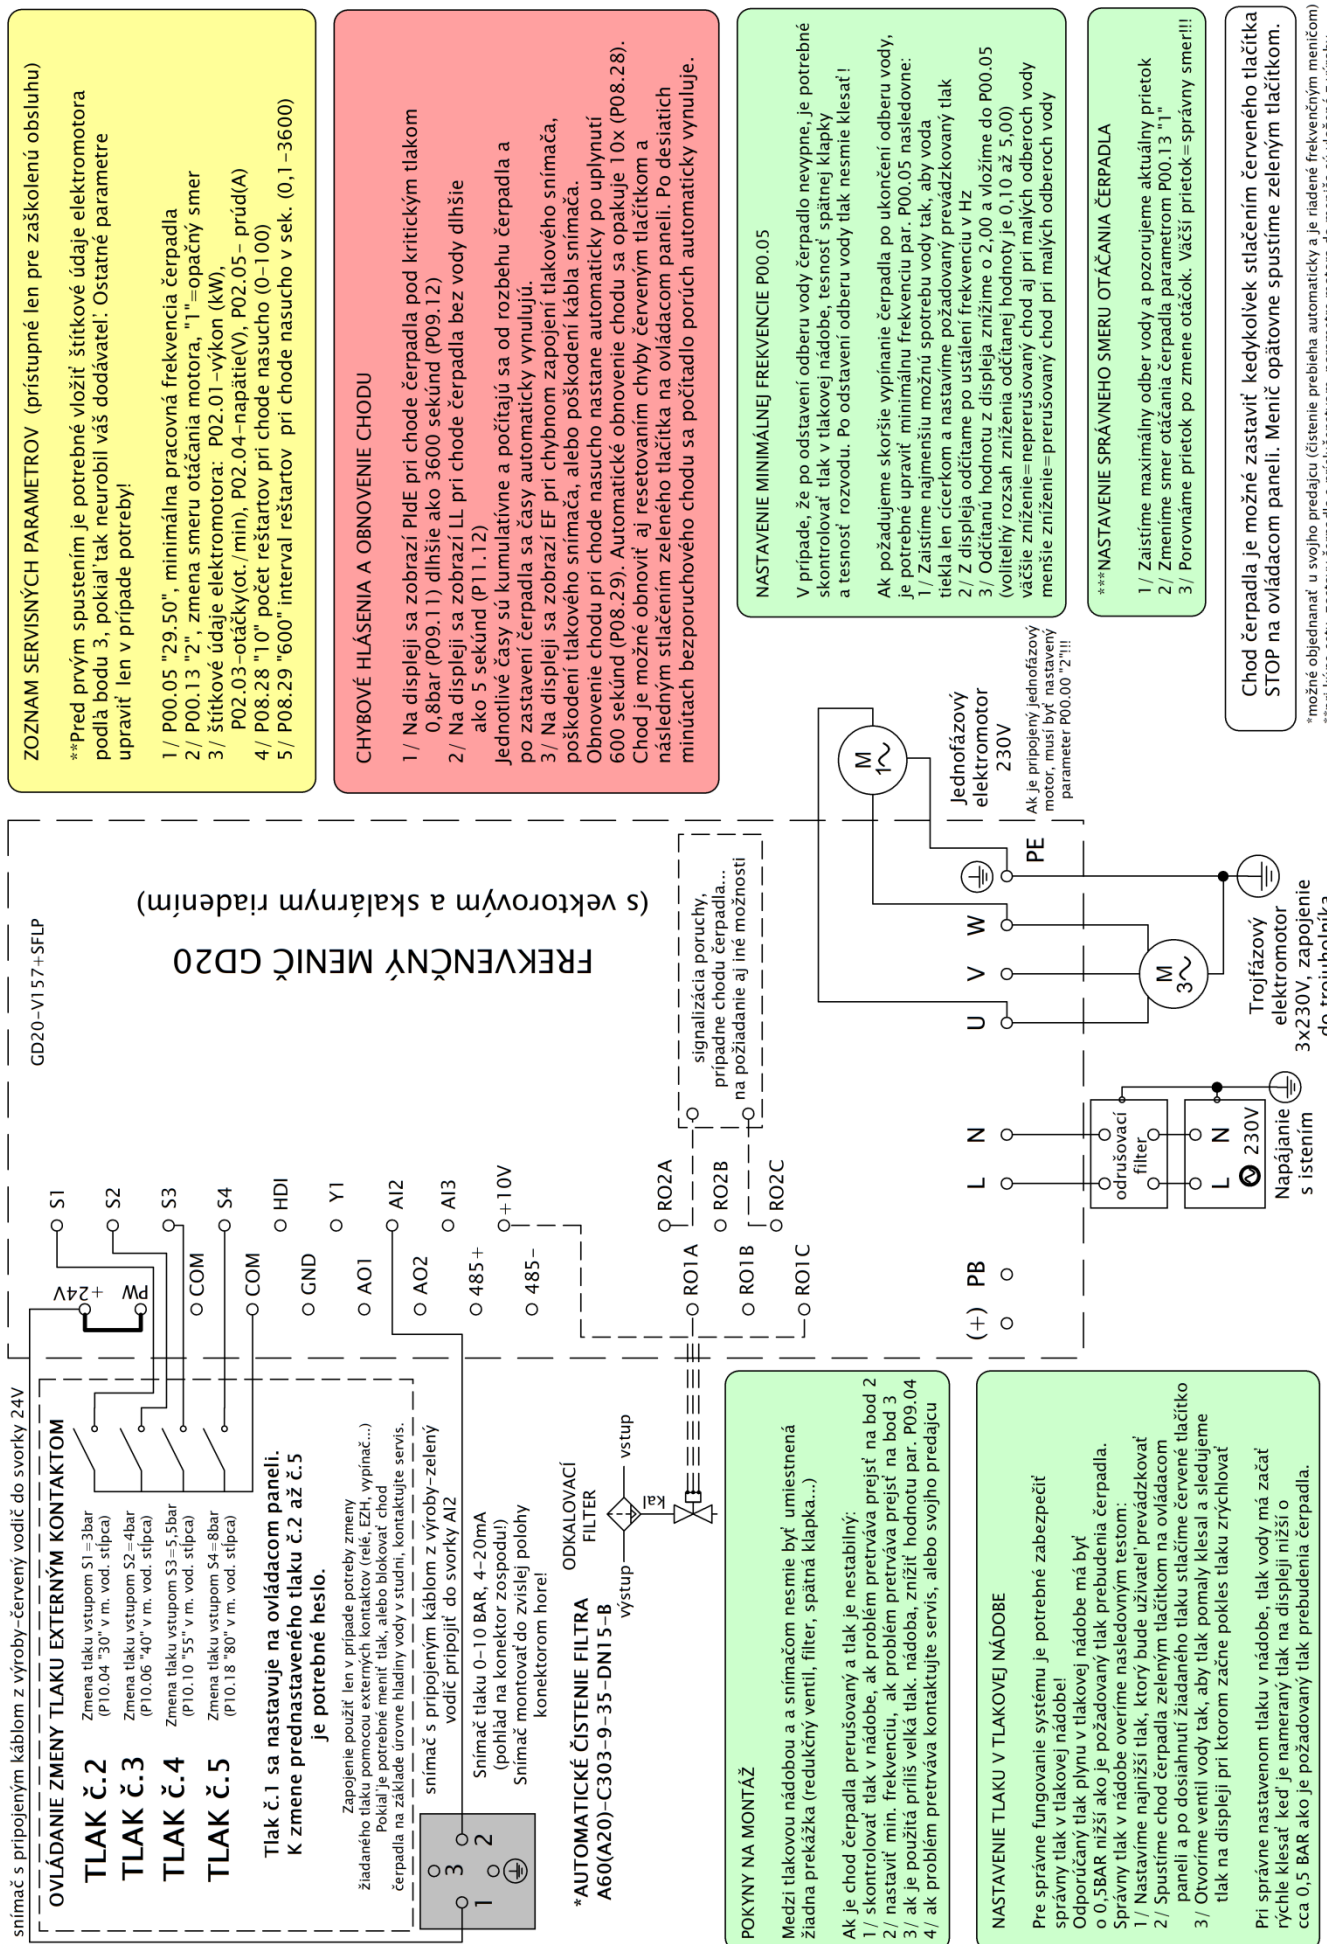 snímač s pripojeným káblom z výroby-červený vodič do svorky 24V
OVLÁDANIE ZMENY TLAKU EXTERNÝM KONTAKTOM
TLAK č.2
Zmena tlaku vstupom S1=3bar
(P10.04 "30" v m. vod. stĺpca)
TLAK č.3
Zmena tlaku vstupom S2=4bar
(P10.06 "40" v m. vod. stĺpca)
TLAK č.4
Zmena tlaku vstupom S3=5,5bar
(P10.10 "55" v m. vod. stĺpca)
TLAK č.5
Zmena tlaku vstupom S4=8bar
(P10.18 "80" v m. vod. stĺpca)
Tlak č.1 sa nastavuje na ovládacom paneli.
K zmene prednastaveného tlaku č.2 až č.5
je potrebné heslo.
Zapojenie použiť len v prípade potreby zmeny
žiadaného tlaku pomocou externých kontaktov (relé, EZH, vypínač...)
Pokiaľ je potrebné meniť tlak, alebo blokovať chod
čerpadla na základe úrovne hladiny vody v studni, kontaktujte servis.
snímač s pripojeným káblom z výroby-zelený
vodič pripojiť do svorky AI2
1
3
2
Snímač tlaku 0-10 BAR, 4-20mA
(pohľad na konektor zospodu!)
Snímač montovať do zvislej polohy
konektorom hore!
*AUTOMATICKÉ ČISTENIE FILTRA
A60(A20)-C303-9-35-DN15-B
ODKALOVACÍ
FILTER
výstup
vstup
kal
GD20-V157+SFLP
FREKVENČNÝ MENIČ GD20
(s vektorovým a skalárnym riadením)
+24V
PW
COM
COM
GND
AO1
AO2
485+
485-
S1
S2
S3
S4
HDI
Y1
AI2
AI3
+10V
RO1A
RO1B
RO1C
RO2A
RO2B
RO2C
signalizácia poruchy,
prípadne chodu čerpadla...
na požiadanie aj iné možnosti
(+)
PB
L
N
U
V
W
PE
odrušovací
filter
L
N
230V
Napájanie
s istením
M
3~
Trojfázový
elektromotor
3x230V, zapojenie
do trojuholníka
M
1~
Jednofázový
elektromotor
230V
Ak je pripojený jednofázový
motor, musí byť nastavený
parameter P00.00 "2"!!!
POKYNY NA MONTÁŽ
Medzi tlakovou nádobou a a snímačom nesmie byť umiestnená
žiadna prekážka (redukčný ventil, filter, spätná klapka...)
Ak je chod čerpadla prerušovaný a tlak je nestabilný:
1/ skontrolovať tlak v nádobe, ak problém pretrváva prejsť na bod 2
2/ nastaviť min. frekvenciu, ak problém pretrváva prejsť na bod 3
3/ ak je použitá príliš velká tlak. nádoba, znížiť hodnotu par. P09.04
4/ ak problém pretrváva kontaktujte servis, alebo svojho predajcu
NASTAVENIE TLAKU V TLAKOVEJ NÁDOBE
Pre správne fungovanie systému je potrebné zabezpečiť
správny tlak v tlakovej nádobe!
Odporúčaný tlak plynu v tlakovej nádobe má byť
o 0,5BAR nižší ako je požadovaný tlak prebudenia čerpadla.
Správny tlak v nádobe overíme nasledovným testom:
1/ Nastavíme najnižší tlak, ktorý bude užívateľ prevádzkovať
2/ Spustíme chod čerpadla zeleným tlačítkom na ovládacom
paneli a po dosiahnutí žiadaného tlaku stlačíme červené tlačítko
3/ Otvoríme ventil vody tak, aby tlak pomaly klesal a sledujeme
tlak na displeji pri ktorom začne pokles tlaku zrýchlovať
Pri správne nastavenom tlaku v nádobe, tlak vody má začať
rýchle klesať keď je nameraný tlak na displeji nižší o
cca 0,5 BAR ako je požadovaný tlak prebudenia čerpadla.
ZOZNAM SERVISNÝCH PARAMETROV (prístupné len pre zaškolenú obsluhu)
**Pred prvým spustením je potrebné vložiť štítkové údaje elektromotora
podľa bodu 3, pokiaľ tak neurobil váš dodávateľ. Ostatné parametre
upraviť len v prípade potreby!
1/ P00.05 "29.50", minimálna pracovná frekvencia čerpadla
2/ P00.13 "2", zmena smeru otáčania motora, "1"=opačný smer
3/ štítkové údaje elektromotora: P02.01-výkon (kW),
P02.03-otáčky(ot./min), P02.04-napätie(V), P02.05- prúd(A)
4/ P08.28 "10" počet reštartov pri chode nasucho (0-100)
5/ P08.29 "600" interval reštartov pri chode nasucho v sek. (0,1-3600)
CHYBOVÉ HLÁSENIA A OBNOVENIE CHODU
1/ Na displeji sa zobrazí PIdE pri chode čerpadla pod kritickým tlakom
0,8bar (P09.11) dlhšie ako 3600 sekúnd (P09.12)
2/ Na displeji sa zobrazí LL pri chode čerpadla bez vody dlhšie
ako 5 sekúnd (P11.12)
Jednotlivé časy sú kumulatívne a počítajú sa od rozbehu čerpadla a
po zastavení čerpadla sa časy automaticky vynulujú.
3/ Na displeji sa zobrazí EF pri chybnom zapojení takového snímača,
poškodení tlakového snímača, alebo poškodení kábla snímača.
Obnovenie chodu pri chode nasucho nastane automaticky po uplynutí
600 sekúnd (P08.29). Automatické obnovenie chodu sa opakuje 10x (P08.28).
Chod je možné obnoviť aj resetovaním chyby červeným tlačítkom a
následným stlačením zeleného tlačítka na ovládacom paneli. Po desiatich
minútach bezporuchového chodu sa počítadlo porúch automaticky vynuluje.
NASTAVENIE MINIMÁLNEJ FREKVENCIE P00.05
V prípade, že po odstavení odberu vody čerpadlo nevypne, je potrebné
skontrolovať tlak v tlakovej nádobe, tesnosť spätnej klapky
a tesnosť rozvodu. Po odstavení odberu vody tlak nesmie klesať!
Ak požadujeme skoršie vypínanie čerpadla po ukončení odberu vody,
je potrebné upraviť minimálnu frekvenciu par. P00.05 nasledovne:
1/ Zaistíme najmenšiu možnú spotrebu vody tak, aby voda
tiekla len cícerkom a nastavíme požadovaný prevádzkovaný tlak
2/ Z displeja odčítame po ustálení frekvenciu v Hz
3/ Odčítanú hodnotu z displeja znížime o 2,00 a vložíme do P00.05
(voliteľný rozsah zníženia odčítanej hodnoty je 0,10 až 5,00)
väčšie zníženie=neprerušovaný chod aj pri malých odberoch vody
menšie zníženie=prerušovaný chod pri malých odberoch vody
***NASTAVENIE SPRÁVNEHO SMERU OTÁČANIA ČERPADLA
1/ Zaistíme maximálny odber vody a pozorujeme aktuálny prietok
2/ Zmeníme smer otáčania čerpadla parametrom P00.13 "1"
3/ Porovnáme prietok po zmene otáčok. Väčší prietok=správny smer!!!
Chod čerpadla je možné zastaviť kedykoľvek stlačením červeného tlačítka
STOP na ovládacom paneli. Menič opätovne spustíme zeleným tlačítkom.
*možné objednanať u svojho predajcu (čistenie prebieha automaticky a je riadené frekvenčným meničom)